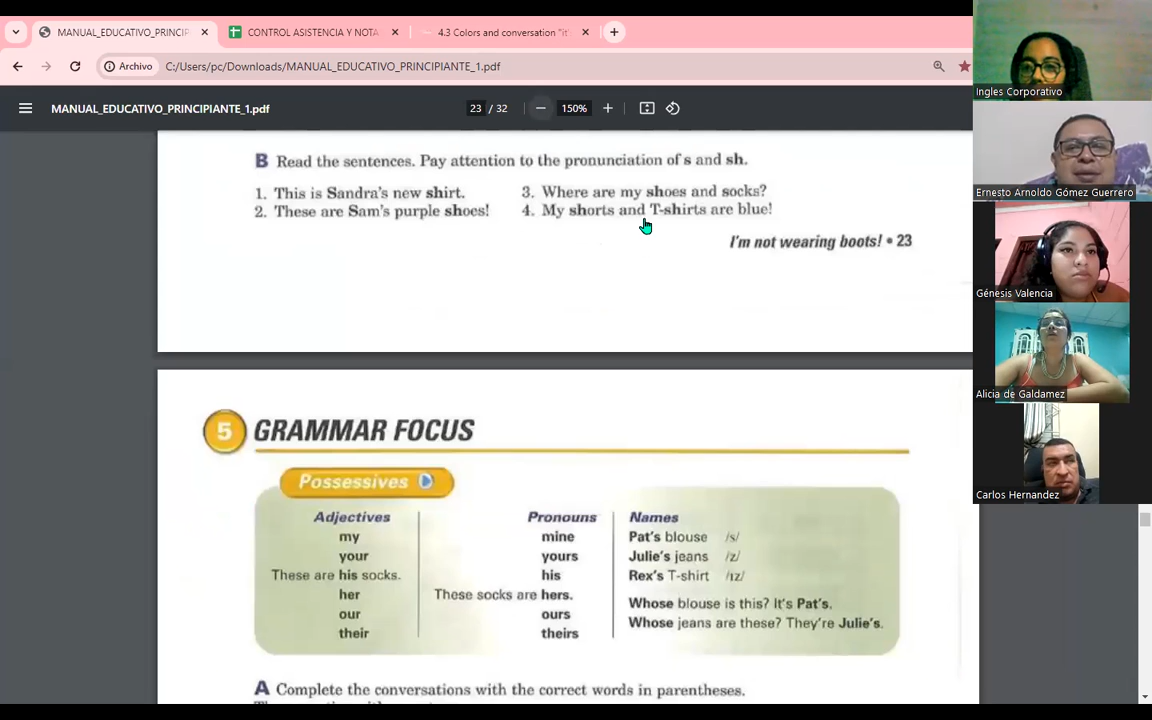 MANUAL_EDUCATIVO_PRINCIP
CONTROL ASISTENCIA Y NOTA
4.3 Colors and conversation "it'
Archivo
C:/Users/pc/Downloads/MANUAL_EDUCATIVO_PRINCIPIANTE_1.pdf
MANUAL_EDUCATIVO_PRINCIPIANTE_1.pdf
23 / 32
150%
B Read the sentences. Pay attention to the pronunciation of s and sh.
1. This is Sandra's new shirt.
2. These are Sam's purple shoes!
3. Where are my shoes and socks?
4. My shorts and T-shirts are blue!
I'm not wearing boots! • 23
5 GRAMMAR FOCUS
Possessives
Adjectives
my
your
These are his socks.
her
our
their
Pronouns
mine
yours
his
These socks are hers.
ours
theirs
Names
Pat's blouse /s/
Julie's jeans /z/
Rex's T-shirt /ɪz/
Whose blouse is this? It's Pat's.
Whose jeans are these? They're Julie's.
A Complete the conversations with the correct words in parentheses.
Ingles Corporativo
Ernesto Arnoldo Gómez Guerrero
Génesis Valencia
Alicia de Galdamez
Carlos Hernandez